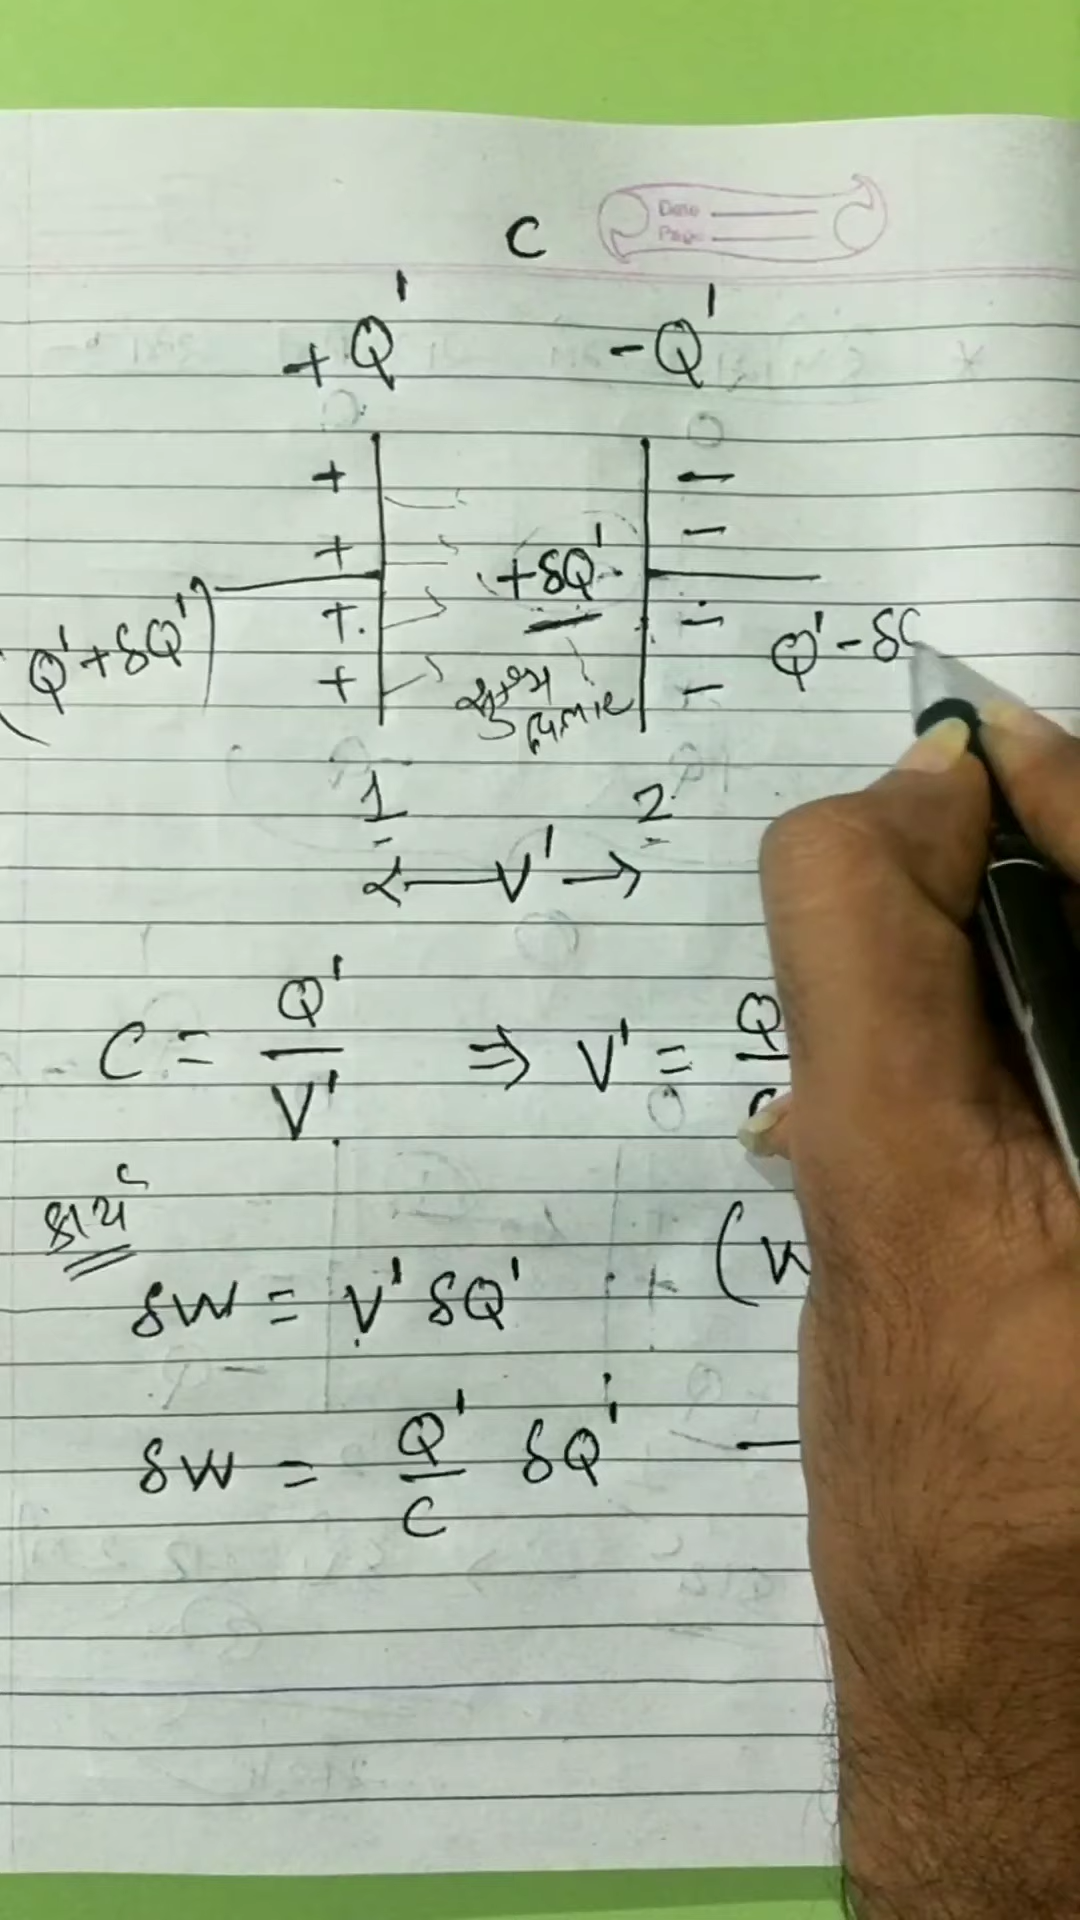 Date
Page
C
+Q' -Q'
+ −
+ −
+δQ'
(Q'+δQ')
+ −
Q'-δ
+ −
1 2
← V' →
C = Q'/V' ⇒ V' = Q
कार्य
δW = V' δQ' (W
δW = Q'/C δQ' —